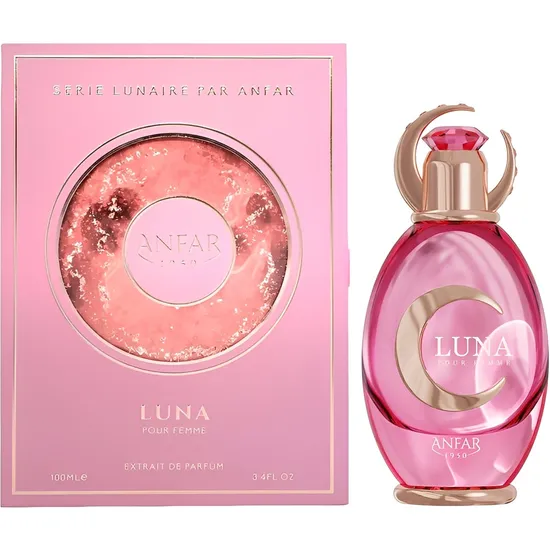 SÉRIE LUNAIRE PAR ANFAR
ANFAR
1950
LUNA
POUR FEMME
EXTRAIT DE PARFUM
100ML℮ 3.4FL OZ
LUNA
POUR FEMME
ANFAR
1950